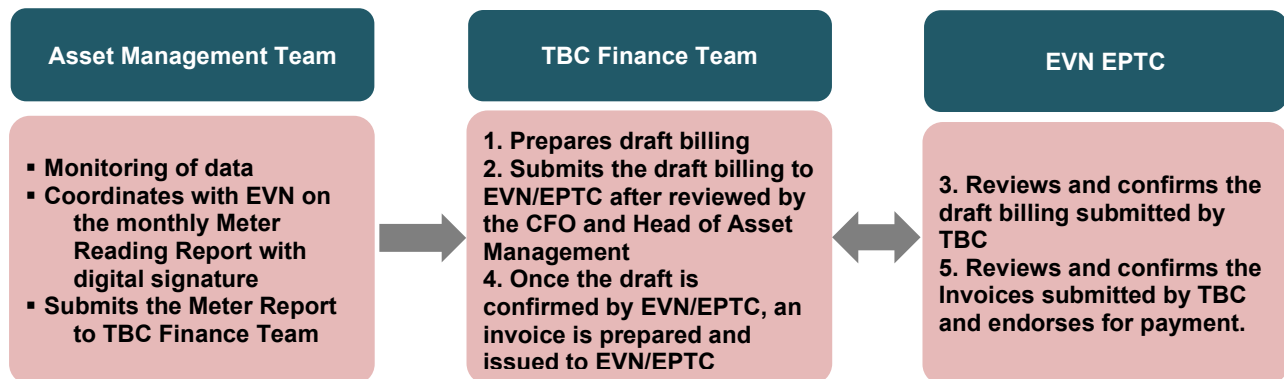 Asset Management Team
▪ Monitoring of data
▪ Coordinates with EVN on
the monthly Meter
Reading Report with
digital signature
▪ Submits the Meter Report
to TBC Finance Team
TBC Finance Team
1. Prepares draft billing
2. Submits the draft billing to
EVN/EPTC after reviewed by
the CFO and Head of Asset
Management
4. Once the draft is
confirmed by EVN/EPTC, an
invoice is prepared and
issued to EVN/EPTC
EVN EPTC
3. Reviews and confirms the
draft billing submitted by
TBC
5. Reviews and confirms the
Invoices submitted by TBC
and endorses for payment.